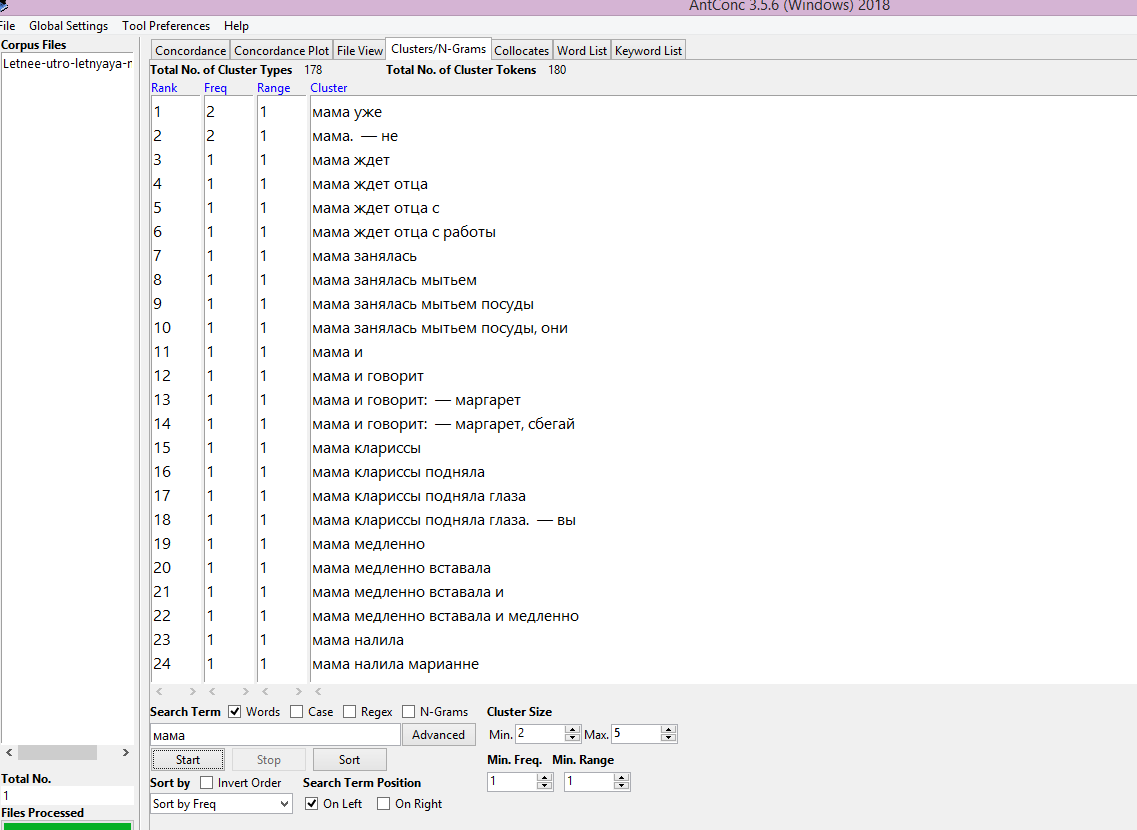 AntConc 3.5.6 (Windows) 2018
File Global Settings Tool Preferences Help
Corpus Files
Letnee-utro-letnyaya-n
Concordance Concordance Plot File View Clusters/N-Grams Collocates Word List Keyword List
Total No. of Cluster Types 178 Total No. of Cluster Tokens 180
Rank Freq Range Cluster
1 2 1 мама уже
2 2 1 мама. — не
3 1 1 мама ждет
4 1 1 мама ждет отца
5 1 1 мама ждет отца с
6 1 1 мама ждет отца с работы
7 1 1 мама занялась
8 1 1 мама занялась мытьем
9 1 1 мама занялась мытьем посуды
10 1 1 мама занялась мытьем посуды, они
11 1 1 мама и
12 1 1 мама и говорит
13 1 1 мама и говорит: — маргарет
14 1 1 мама и говорит: — маргарет, сбегай
15 1 1 мама клариссы
16 1 1 мама клариссы подняла
17 1 1 мама клариссы подняла глаза
18 1 1 мама клариссы подняла глаза. — вы
19 1 1 мама медленно
20 1 1 мама медленно вставала
21 1 1 мама медленно вставала и
22 1 1 мама медленно вставала и медленно
23 1 1 мама налила
24 1 1 мама налила марианне
Search Term Words Case Regex N-Grams Cluster Size
мама Advanced Min. 2 Max. 5
Start Stop Sort Min. Freq. Min. Range
Sort by Invert Order Search Term Position 1 1
Sort by Freq On Left On Right
Total No.
1
Files Processed